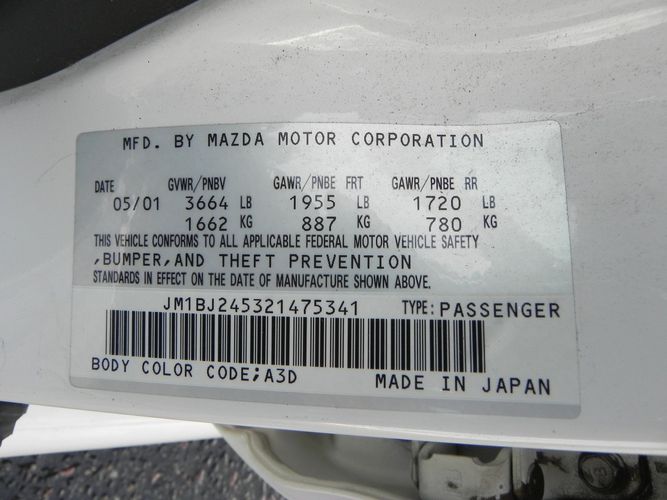 MFD. BY MAZDA MOTOR CORPORATION
DATE GVWR/PNBV GAWR/PNBE FRT GAWR/PNBE RR
05/01 3664 LB 1955 LB 1720 LB
1662 KG 887 KG 780 KG
THIS VEHICLE CONFORMS TO ALL APPLICABLE FEDERAL MOTOR VEHICLE SAFETY
,BUMPER,AND THEFT PREVENTION
STANDARDS IN EFFECT ON THE DATE OF MANUFACTURE SHOWN ABOVE.
JM1BJ245321475341 TYPE:PASSENGER
BODY COLOR CODE;A3D MADE IN JAPAN